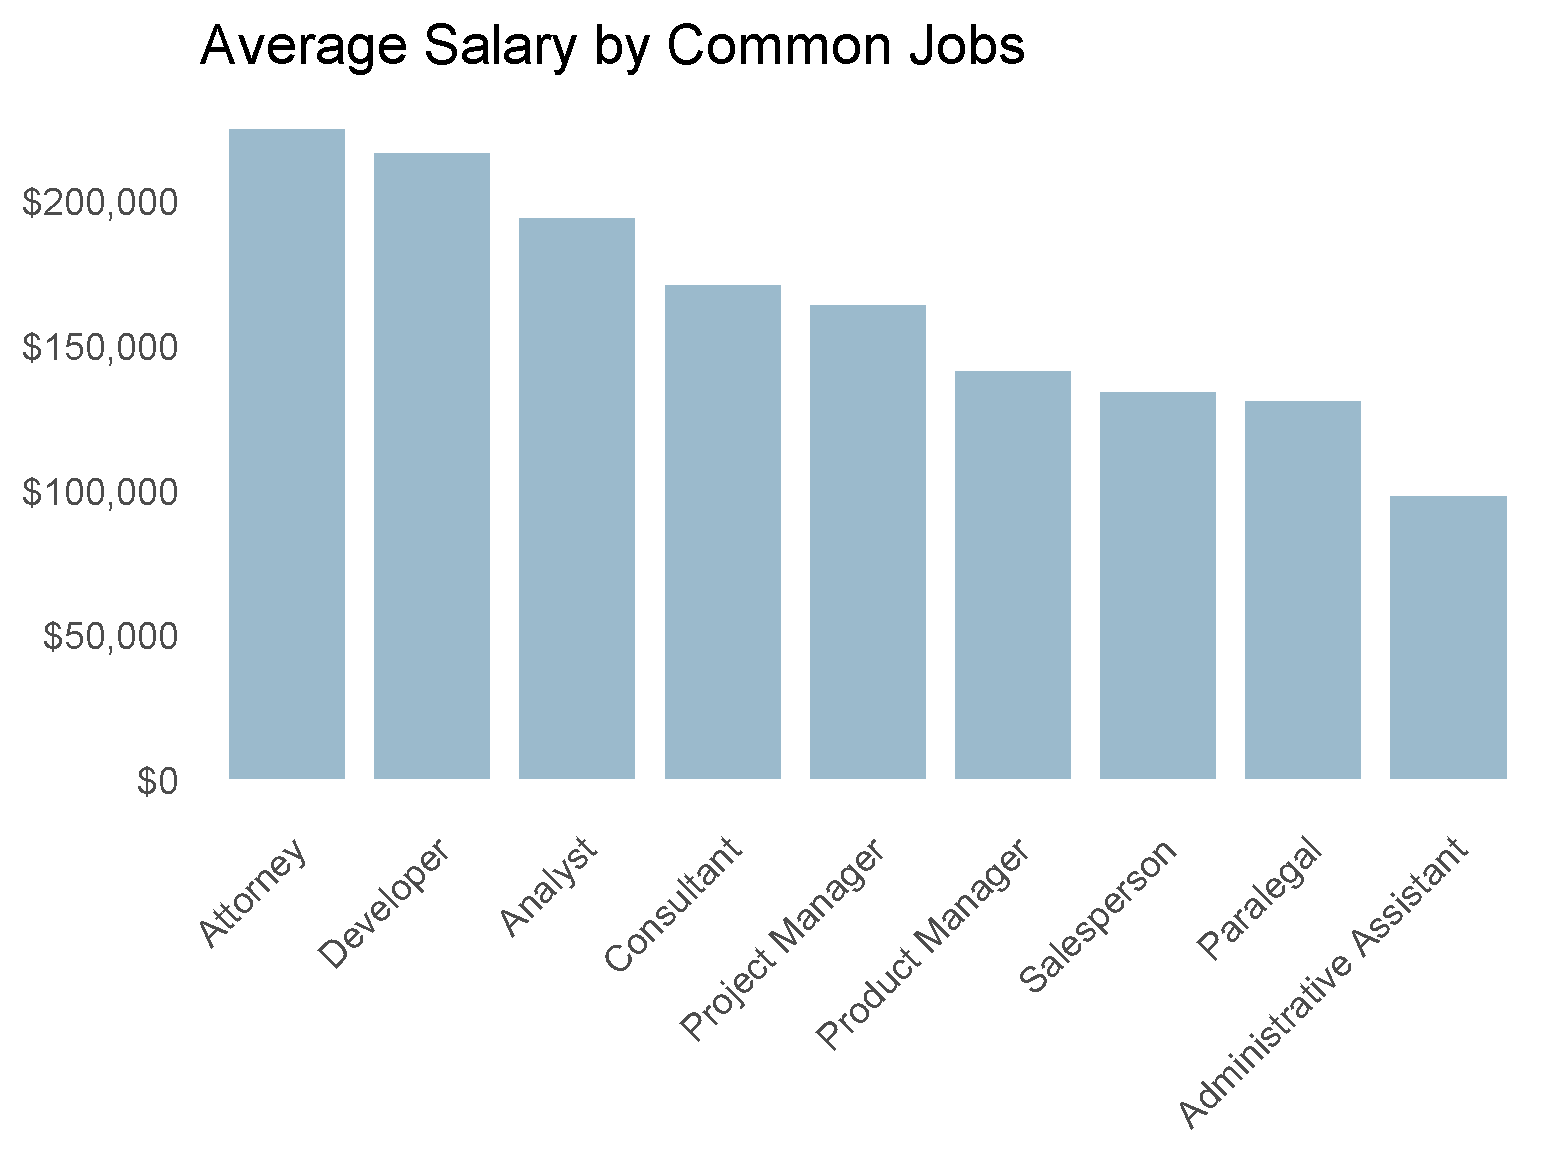 Average Salary by Common Jobs
$200,000
$150,000
$100,000
$50,000
$0
Attorney
Developer
Analyst
Consultant
Project Manager
Product Manager
Salesperson
Paralegal
Administrative Assistant